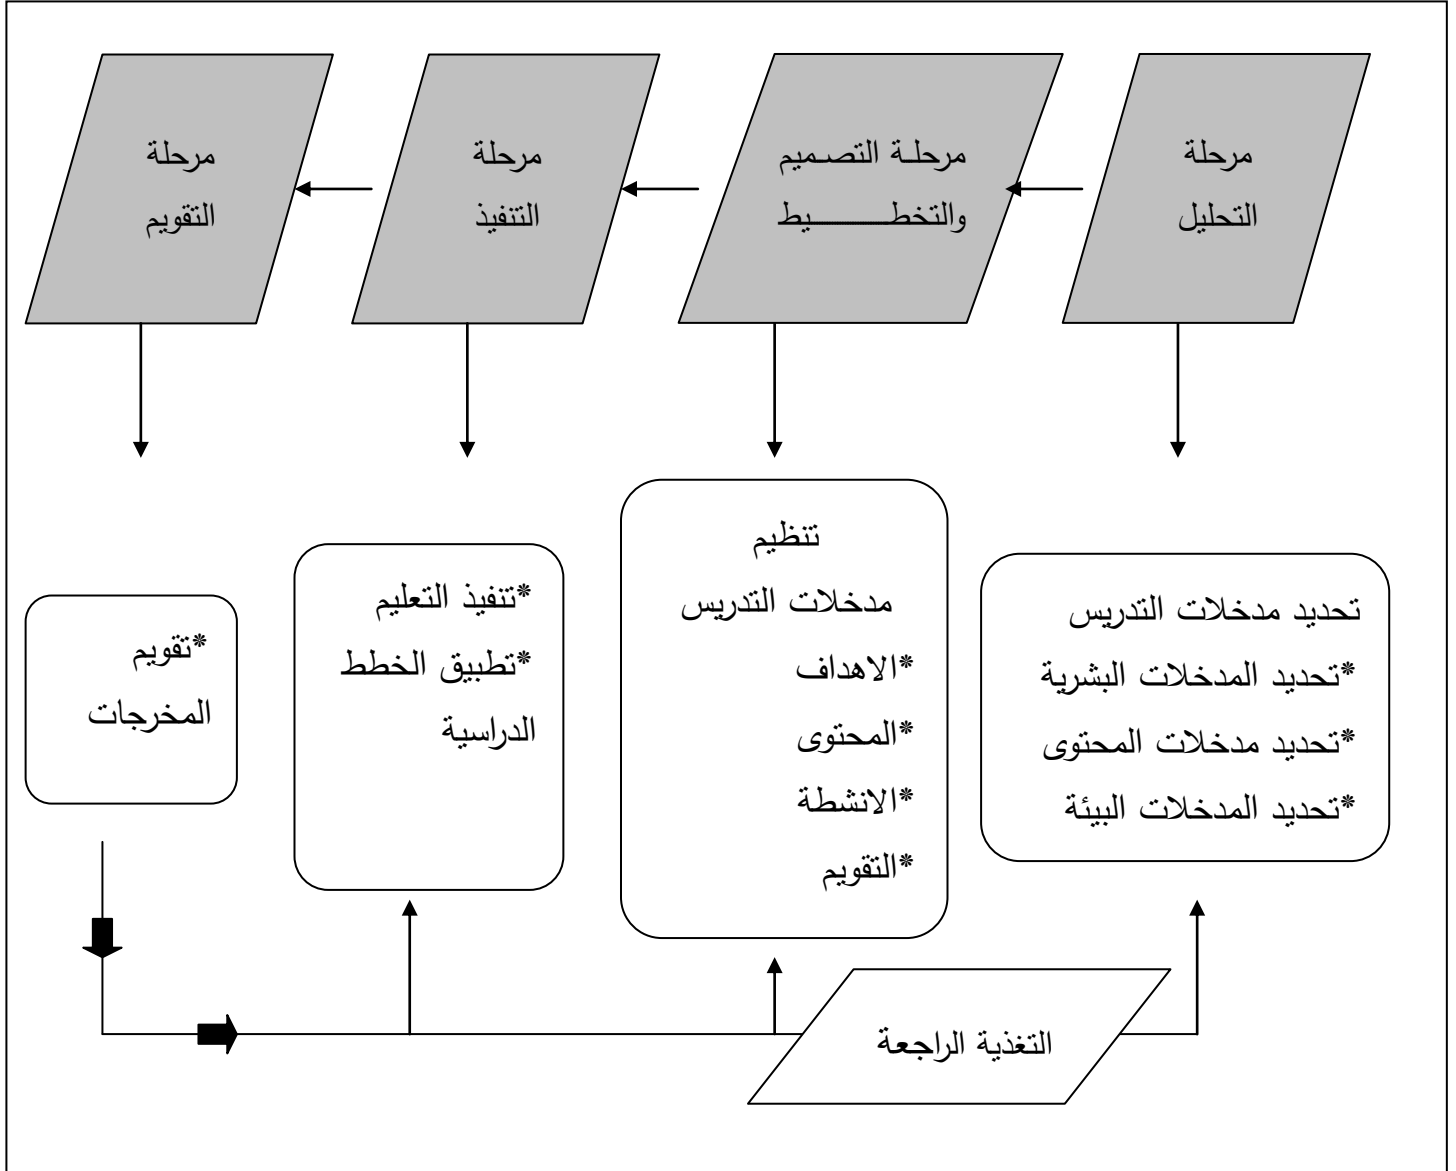 مرحلة
التحليل
مرحلة التصميم
والتخطـــــــــيط
مرحلة
التنفيذ
مرحلة
التقويم
تحديد مدخلات التدريس
*تحديد المدخلات البشرية
*تحديد مدخلات المحتوى
*تحديد المدخلات البيئة
تنظيم
مدخلات التدريس
*الاهداف
*المحتوى
*الانشطة
*التقويم
*تنفيذ التعليم
*تطبيق الخطط
الدراسية
*تقويم
المخرجات
التغذية الراجعة